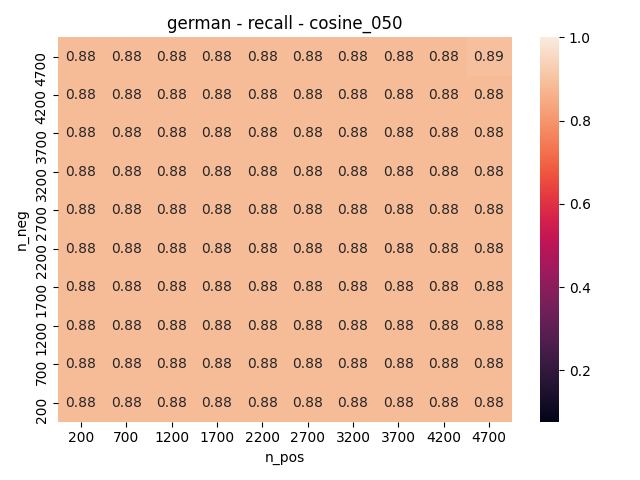 german - recall - cosine_050
4700 0.88 0.88 0.88 0.88 0.88 0.88 0.88 0.88 0.88 0.89
4200 0.88 0.88 0.88 0.88 0.88 0.88 0.88 0.88 0.88 0.88
3700 0.88 0.88 0.88 0.88 0.88 0.88 0.88 0.88 0.88 0.88
3200 0.88 0.88 0.88 0.88 0.88 0.88 0.88 0.88 0.88 0.88
2700 0.88 0.88 0.88 0.88 0.88 0.88 0.88 0.88 0.88 0.88
2200 0.88 0.88 0.88 0.88 0.88 0.88 0.88 0.88 0.88 0.88
1700 0.88 0.88 0.88 0.88 0.88 0.88 0.88 0.88 0.88 0.88
1200 0.88 0.88 0.88 0.88 0.88 0.88 0.88 0.88 0.88 0.88
700 0.88 0.88 0.88 0.88 0.88 0.88 0.88 0.88 0.88 0.88
200 0.88 0.88 0.88 0.88 0.88 0.88 0.88 0.88 0.88 0.88
n_neg
200 700 1200 1700 2200 2700 3200 3700 4200 4700
n_pos
1.0
0.8
0.6
0.4
0.2